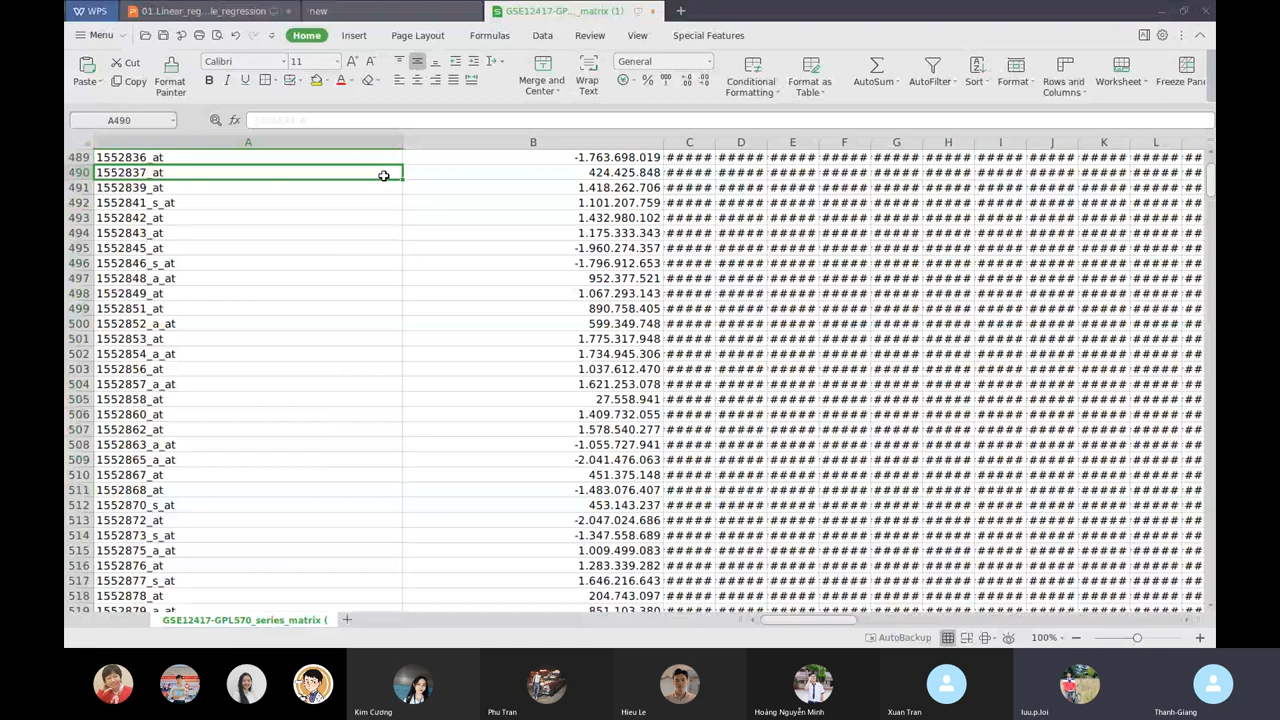 WPS
01.Linear_reg...le_regression
new
GSE12417-GP..._matrix (1)
Menu
Home
Insert
Page Layout
Formulas
Data
Review
View
Special Features
Paste
Cut
Copy
Format Painter
Calibri
11
B I U
Merge and Center
Wrap Text
General
Conditional Formatting
Format as Table
AutoSum
AutoFilter
Sort
Format
Rows and Columns
Worksheet
Freeze Pan
A490
fx
A B C D E F G H I J K L
489 1552836_at -1.763.698.019 ##### ##### ##### ##### ##### ##### ##### ##### ##### ##### ##
490 1552837_at 424.425.848 ##### ##### ##### ##### ##### ##### ##### ##### ##### ##### ##
491 1552839_at 1.418.262.706 ##### ##### ##### ##### ##### ##### ##### ##### ##### ##### ##
492 1552841_s_at 1.101.207.759 ##### ##### ##### ##### ##### ##### ##### ##### ##### ##### ##
493 1552842_at 1.432.980.102 ##### ##### ##### ##### ##### ##### ##### ##### ##### ##### ##
494 1552843_at 1.175.333.343 ##### ##### ##### ##### ##### ##### ##### ##### ##### ##### ##
495 1552845_at -1.960.274.357 ##### ##### ##### ##### ##### ##### ##### ##### ##### ##### ##
496 1552846_s_at -1.796.912.653 ##### ##### ##### ##### ##### ##### ##### ##### ##### ##### ##
497 1552848_a_at 952.377.521 ##### ##### ##### ##### ##### ##### ##### ##### ##### ##### ##
498 1552849_at 1.067.293.143 ##### ##### ##### ##### ##### ##### ##### ##### ##### ##### ##
499 1552851_at 890.758.405 ##### ##### ##### ##### ##### ##### ##### ##### ##### ##### ##
500 1552852_a_at 599.349.748 ##### ##### ##### ##### ##### ##### ##### ##### ##### ##### ##
501 1552853_at 1.775.317.948 ##### ##### ##### ##### ##### ##### ##### ##### ##### ##### ##
502 1552854_a_at 1.734.945.306 ##### ##### ##### ##### ##### ##### ##### ##### ##### ##### ##
503 1552856_at 1.037.612.470 ##### ##### ##### ##### ##### ##### ##### ##### ##### ##### ##
504 1552857_a_at 1.621.253.078 ##### ##### ##### ##### ##### ##### ##### ##### ##### ##### ##
505 1552858_at 27.558.941 ##### ##### ##### ##### ##### ##### ##### ##### ##### ##### ##
506 1552860_at 1.409.732.055 ##### ##### ##### ##### ##### ##### ##### ##### ##### ##### ##
507 1552862_at 1.578.540.277 ##### ##### ##### ##### ##### ##### ##### ##### ##### ##### ##
508 1552863_a_at -1.055.727.941 ##### ##### ##### ##### ##### ##### ##### ##### ##### ##### ##
509 1552865_a_at -2.041.476.063 ##### ##### ##### ##### ##### ##### ##### ##### ##### ##### ##
510 1552867_at 451.375.148 ##### ##### ##### ##### ##### ##### ##### ##### ##### ##### ##
511 1552868_at -1.483.076.407 ##### ##### ##### ##### ##### ##### ##### ##### ##### ##### ##
512 1552870_s_at 453.143.237 ##### ##### ##### ##### ##### ##### ##### ##### ##### ##### ##
513 1552872_at -2.047.024.686 ##### ##### ##### ##### ##### ##### ##### ##### ##### ##### ##
514 1552873_s_at -1.347.558.689 ##### ##### ##### ##### ##### ##### ##### ##### ##### ##### ##
515 1552875_a_at 1.009.499.083 ##### ##### ##### ##### ##### ##### ##### ##### ##### ##### ##
516 1552876_at 1.283.339.282 ##### ##### ##### ##### ##### ##### ##### ##### ##### ##### ##
517 1552877_s_at 1.646.216.643 ##### ##### ##### ##### ##### ##### ##### ##### ##### ##### ##
518 1552878_at 204.743.097 ##### ##### ##### ##### ##### ##### ##### ##### ##### ##### ##
519 1552879_a_at 851.103.380 ##### ##### ##### ##### ##### ##### ##### ##### ##### ##### ##
GSE12417-GPL570_series_matrix (
AutoBackup
100%
Kim Cương
Phu Tran
Hieu Le
Hoàng Nguyễn Minh
Xuan Tran
luu.p.loi
Thanh-Giang